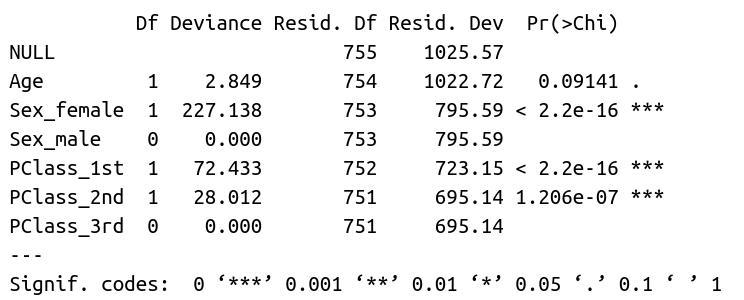 Df Deviance Resid. Df Resid. Dev  Pr(>Chi)
NULL                         755    1025.57
Age         1    2.849       754    1022.72   0.09141 .
Sex_female  1  227.138       753     795.59 < 2.2e-16 ***
Sex_male    0    0.000       753     795.59
PClass_1st  1   72.433       752     723.15 < 2.2e-16 ***
PClass_2nd  1   28.012       751     695.14 1.206e-07 ***
PClass_3rd  0    0.000       751     695.14
---
Signif. codes:  0 ‘***’ 0.001 ‘**’ 0.01 ‘*’ 0.05 ‘.’ 0.1 ‘ ’ 1